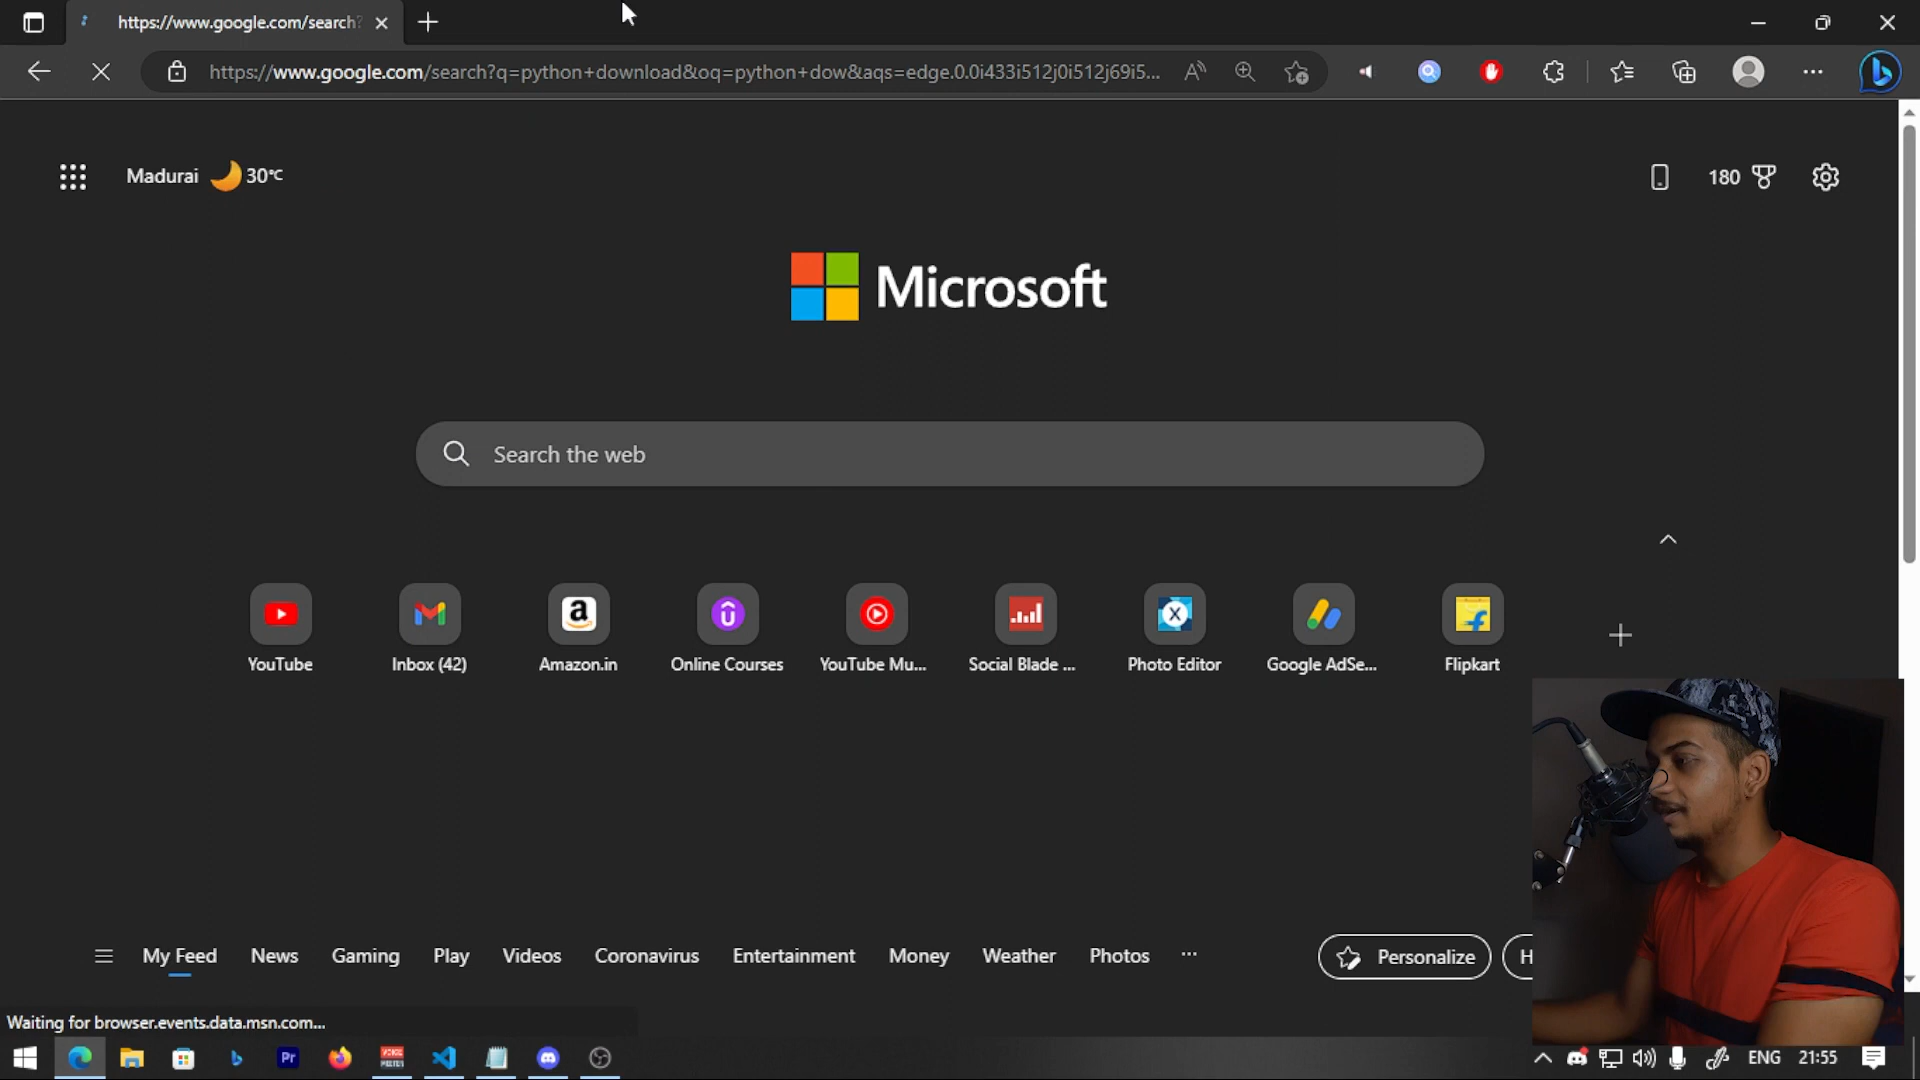 https://www.google.com/search?
https://www.google.com/search?q=python+download&oq=python+dow&aqs=edge.0.0i433i512j0i512j69i5...
Madurai 30°C
180
Microsoft
Search the web
YouTube
Inbox (42)
Amazon.in
Online Courses
YouTube Mu...
Social Blade ...
Photo Editor
Google AdSe...
Flipkart
My Feed News Gaming Play Videos Coronavirus Entertainment Money Weather Photos ...
Personalize
H
Waiting for browser.events.data.msn.com...
Pr
VOICE MEETER
ENG 21:55